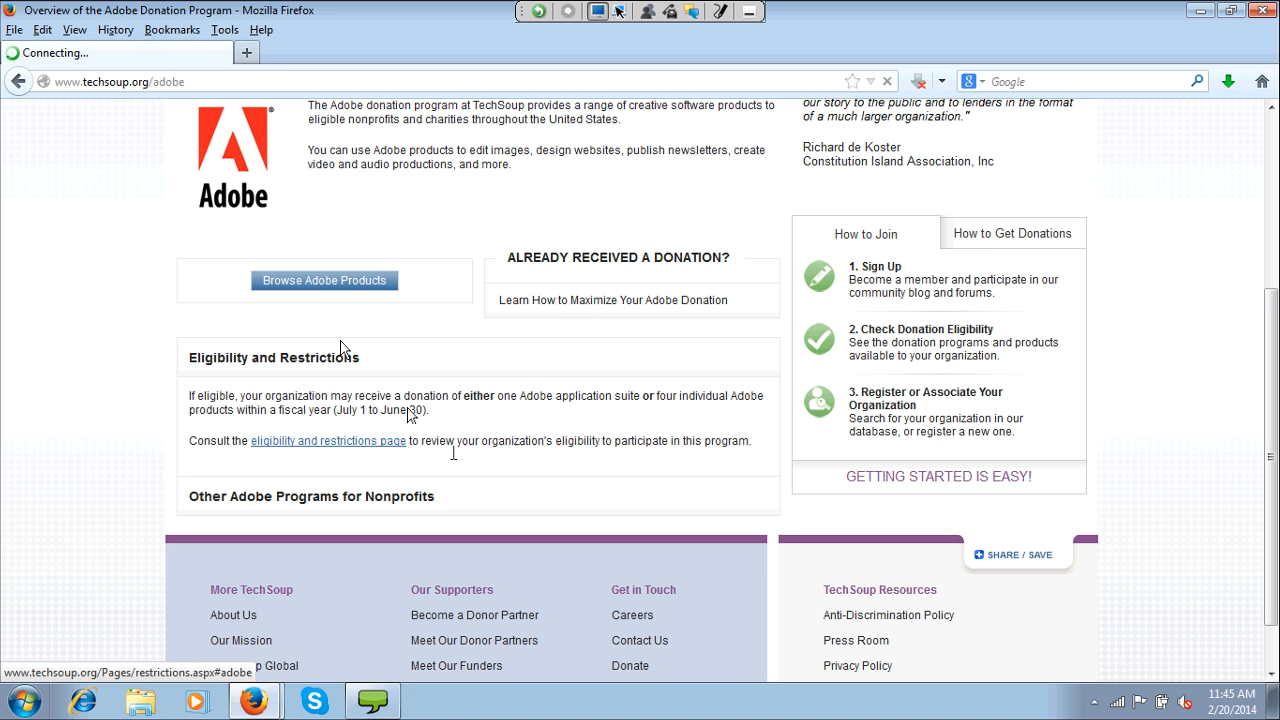 Overview of the Adobe Donation Program - Mozilla Firefox
File Edit View History Bookmarks Tools Help
Connecting...
www.techsoup.org/adobe
Google
The Adobe donation program at TechSoup provides a range of creative software products to
eligible nonprofits and charities throughout the United States.
You can use Adobe products to edit images, design websites, publish newsletters, create
video and audio productions, and more.
Adobe
our story to the public and to lenders in the format
of a much larger organization."
Richard de Koster
Constitution Island Association, Inc
Browse Adobe Products
ALREADY RECEIVED A DONATION?
Learn How to Maximize Your Adobe Donation
Eligibility and Restrictions
If eligible, your organization may receive a donation of either one Adobe application suite or four individual Adobe
products within a fiscal year (July 1 to June 30).
Consult the eligibility and restrictions page to review your organization's eligibility to participate in this program.
Other Adobe Programs for Nonprofits
How to Join
How to Get Donations
1. Sign Up
Become a member and participate in our
community blog and forums.
2. Check Donation Eligibility
See the donation programs and products
available to your organization.
3. Register or Associate Your
Organization
Search for your organization in our
database, or register a new one.
GETTING STARTED IS EASY!
SHARE / SAVE
More TechSoup
About Us
Our Mission
p Global
Our Supporters
Become a Donor Partner
Meet Our Donor Partners
Meet Our Funders
Get in Touch
Careers
Contact Us
Donate
TechSoup Resources
Anti-Discrimination Policy
Press Room
Privacy Policy
www.techsoup.org/Pages/restrictions.aspx#adobe
11:45 AM
2/20/2014